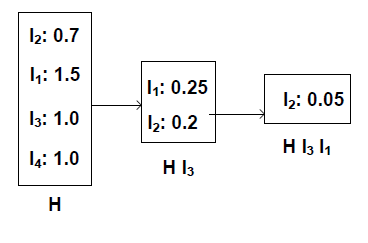 I₂: 0.7
I₁: 1.5
I₃: 1.0
I₄: 1.0
H
I₁: 0.25
I₂: 0.2
H I₃
I₂: 0.05
H I₃ I₁